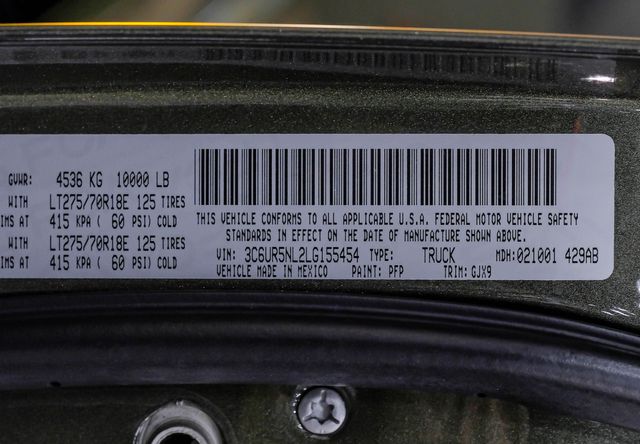 GVWR: 4536 KG 10000 LB
WITH LT275/70R18E 125 TIRES
IMS AT 415 KPA ( 60 PSI) COLD
WITH LT275/70R18E 125 TIRES
IMS AT 415 KPA ( 60 PSI) COLD
THIS VEHICLE CONFORMS TO ALL APPLICABLE U.S.A. FEDERAL MOTOR VEHICLE SAFETY
STANDARDS IN EFFECT ON THE DATE OF MANUFACTURE SHOWN ABOVE.
VIN: 3C6UR5NL2LG155454 TYPE: TRUCK MDH: 021001 429AB
VEHICLE MADE IN MEXICO PAINT: PFP TRIM: GJX9